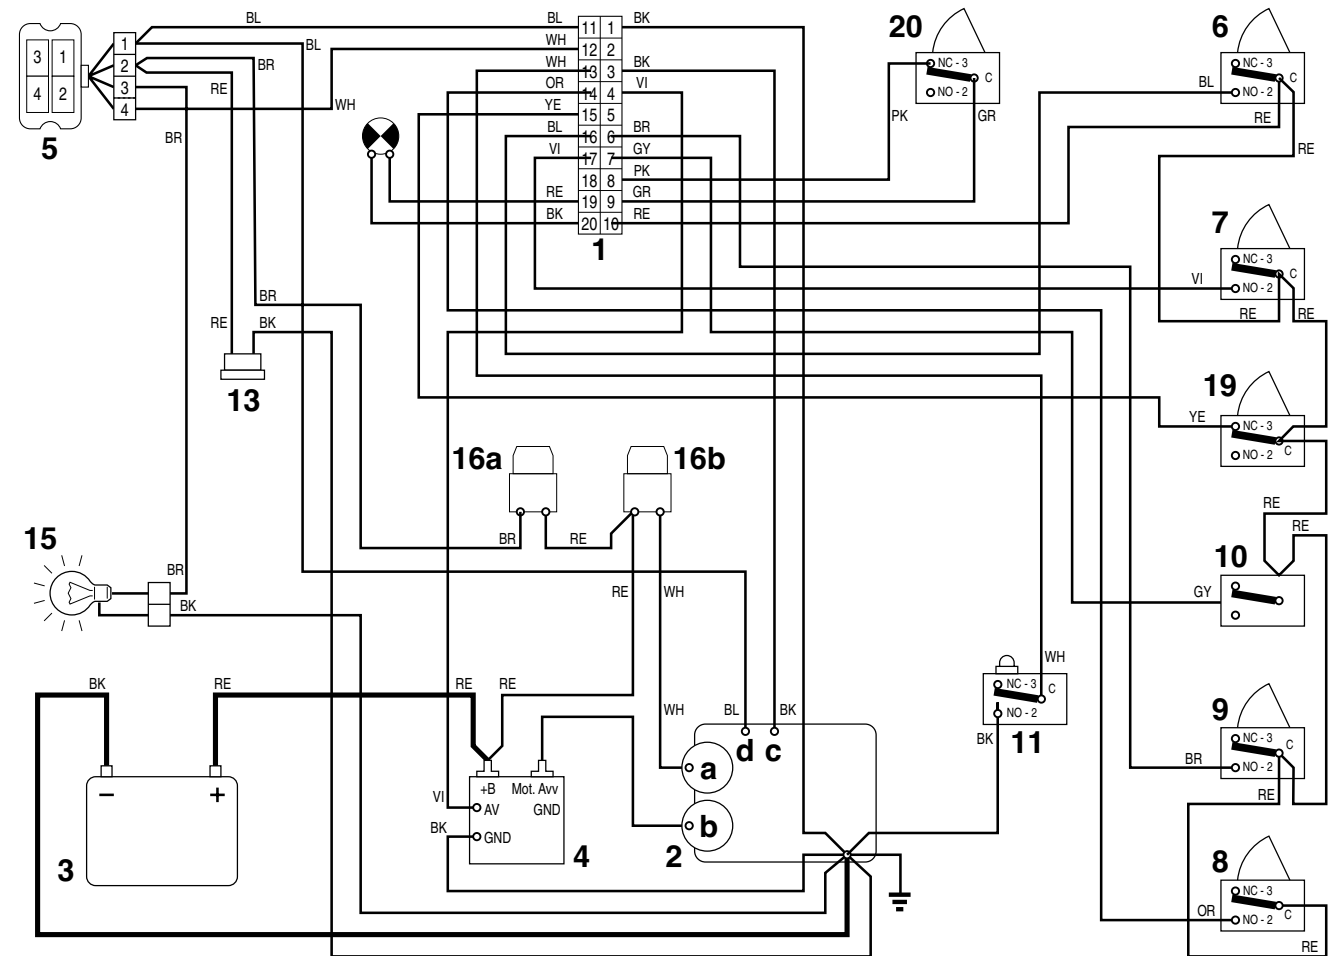 BL
BL
11 1
BK
20
6
1
BL
WH
12 2
NC - 3
NC - 3
3 1
2
BR
WH
13 3
BK
C
C
RE
OR
14 4
VI
NO - 2
BL
NO - 2
4 2
3
4
WH
YE
15 5
PK
GR
RE
5
BR
BL
16 6
BR
RE
VI
17 7
GY
18 8
PK
RE
19 9
GR
BK
20 10
RE
1
7
NC - 3
C
VI
NO - 2
BR
RE
RE
RE
BK
13
19
YE
NC - 3
C
NO - 2
16a
16b
RE
RE
15
BR
RE
10
BR
RE
WH
GY
BK
WH
NC - 3
C
NO - 2
BK
11
BK
RE
RE
RE
WH
BL
BK
9
d c
NC - 3
C
BR
NO - 2
a
RE
– +
+B
Mot. Avv
VI
AV
GND
BK
GND
b
3
4
2
8
NC - 3
C
OR
NO - 2
RE